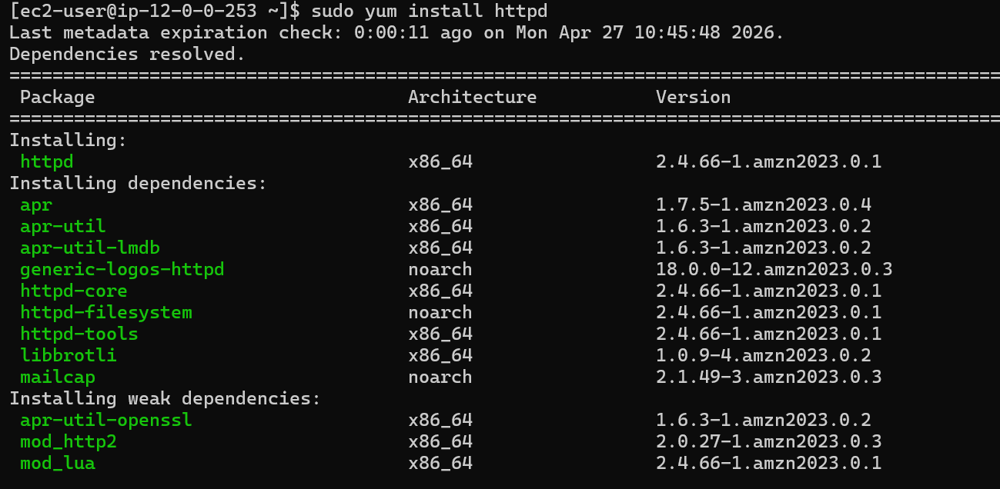 [ec2-user@ip-12-0-0-253 ~]$ sudo yum install httpd
Last metadata expiration check: 0:00:11 ago on Mon Apr 27 10:45:48 2026.
Dependencies resolved.
============================================================================================
Package Architecture Version
============================================================================================
Installing:
httpd x86_64 2.4.66-1.amzn2023.0.1
Installing dependencies:
apr x86_64 1.7.5-1.amzn2023.0.4
apr-util x86_64 1.6.3-1.amzn2023.0.2
apr-util-lmdb x86_64 1.6.3-1.amzn2023.0.2
generic-logos-httpd noarch 18.0.0-12.amzn2023.0.3
httpd-core x86_64 2.4.66-1.amzn2023.0.1
httpd-filesystem noarch 2.4.66-1.amzn2023.0.1
httpd-tools x86_64 2.4.66-1.amzn2023.0.1
libbrotli x86_64 1.0.9-4.amzn2023.0.2
mailcap noarch 2.1.49-3.amzn2023.0.3
Installing weak dependencies:
apr-util-openssl x86_64 1.6.3-1.amzn2023.0.2
mod_http2 x86_64 2.0.27-1.amzn2023.0.3
mod_lua x86_64 2.4.66-1.amzn2023.0.1